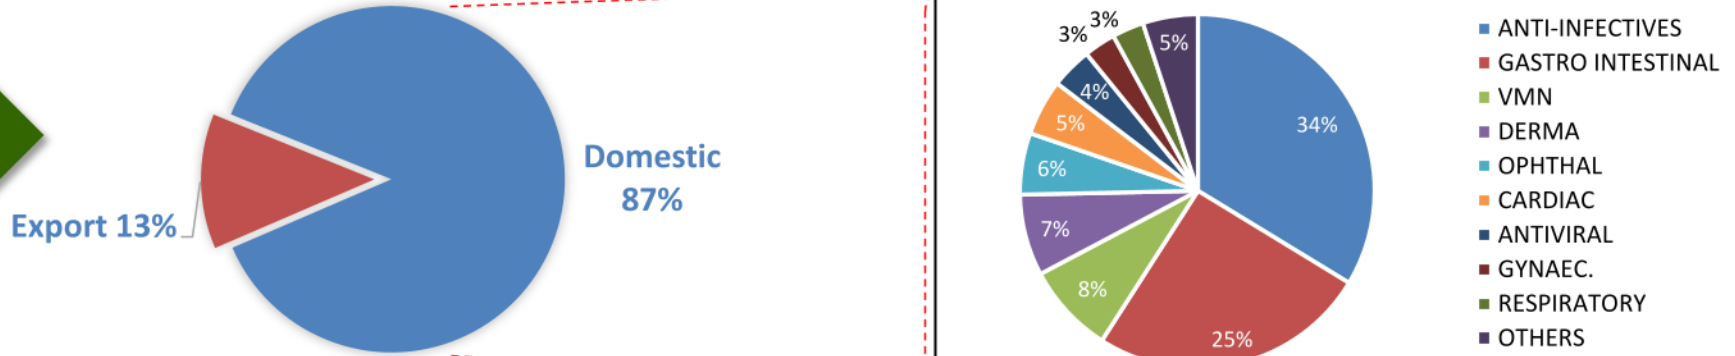 Domestic
87%
Export 13%
3%
3%
5%
4%
5%
6%
7%
8%
25%
34%
ANTI-INFECTIVES
GASTRO INTESTINAL
VMN
DERMA
OPHTHAL
CARDIAC
ANTIVIRAL
GYNAEC.
RESPIRATORY
OTHERS